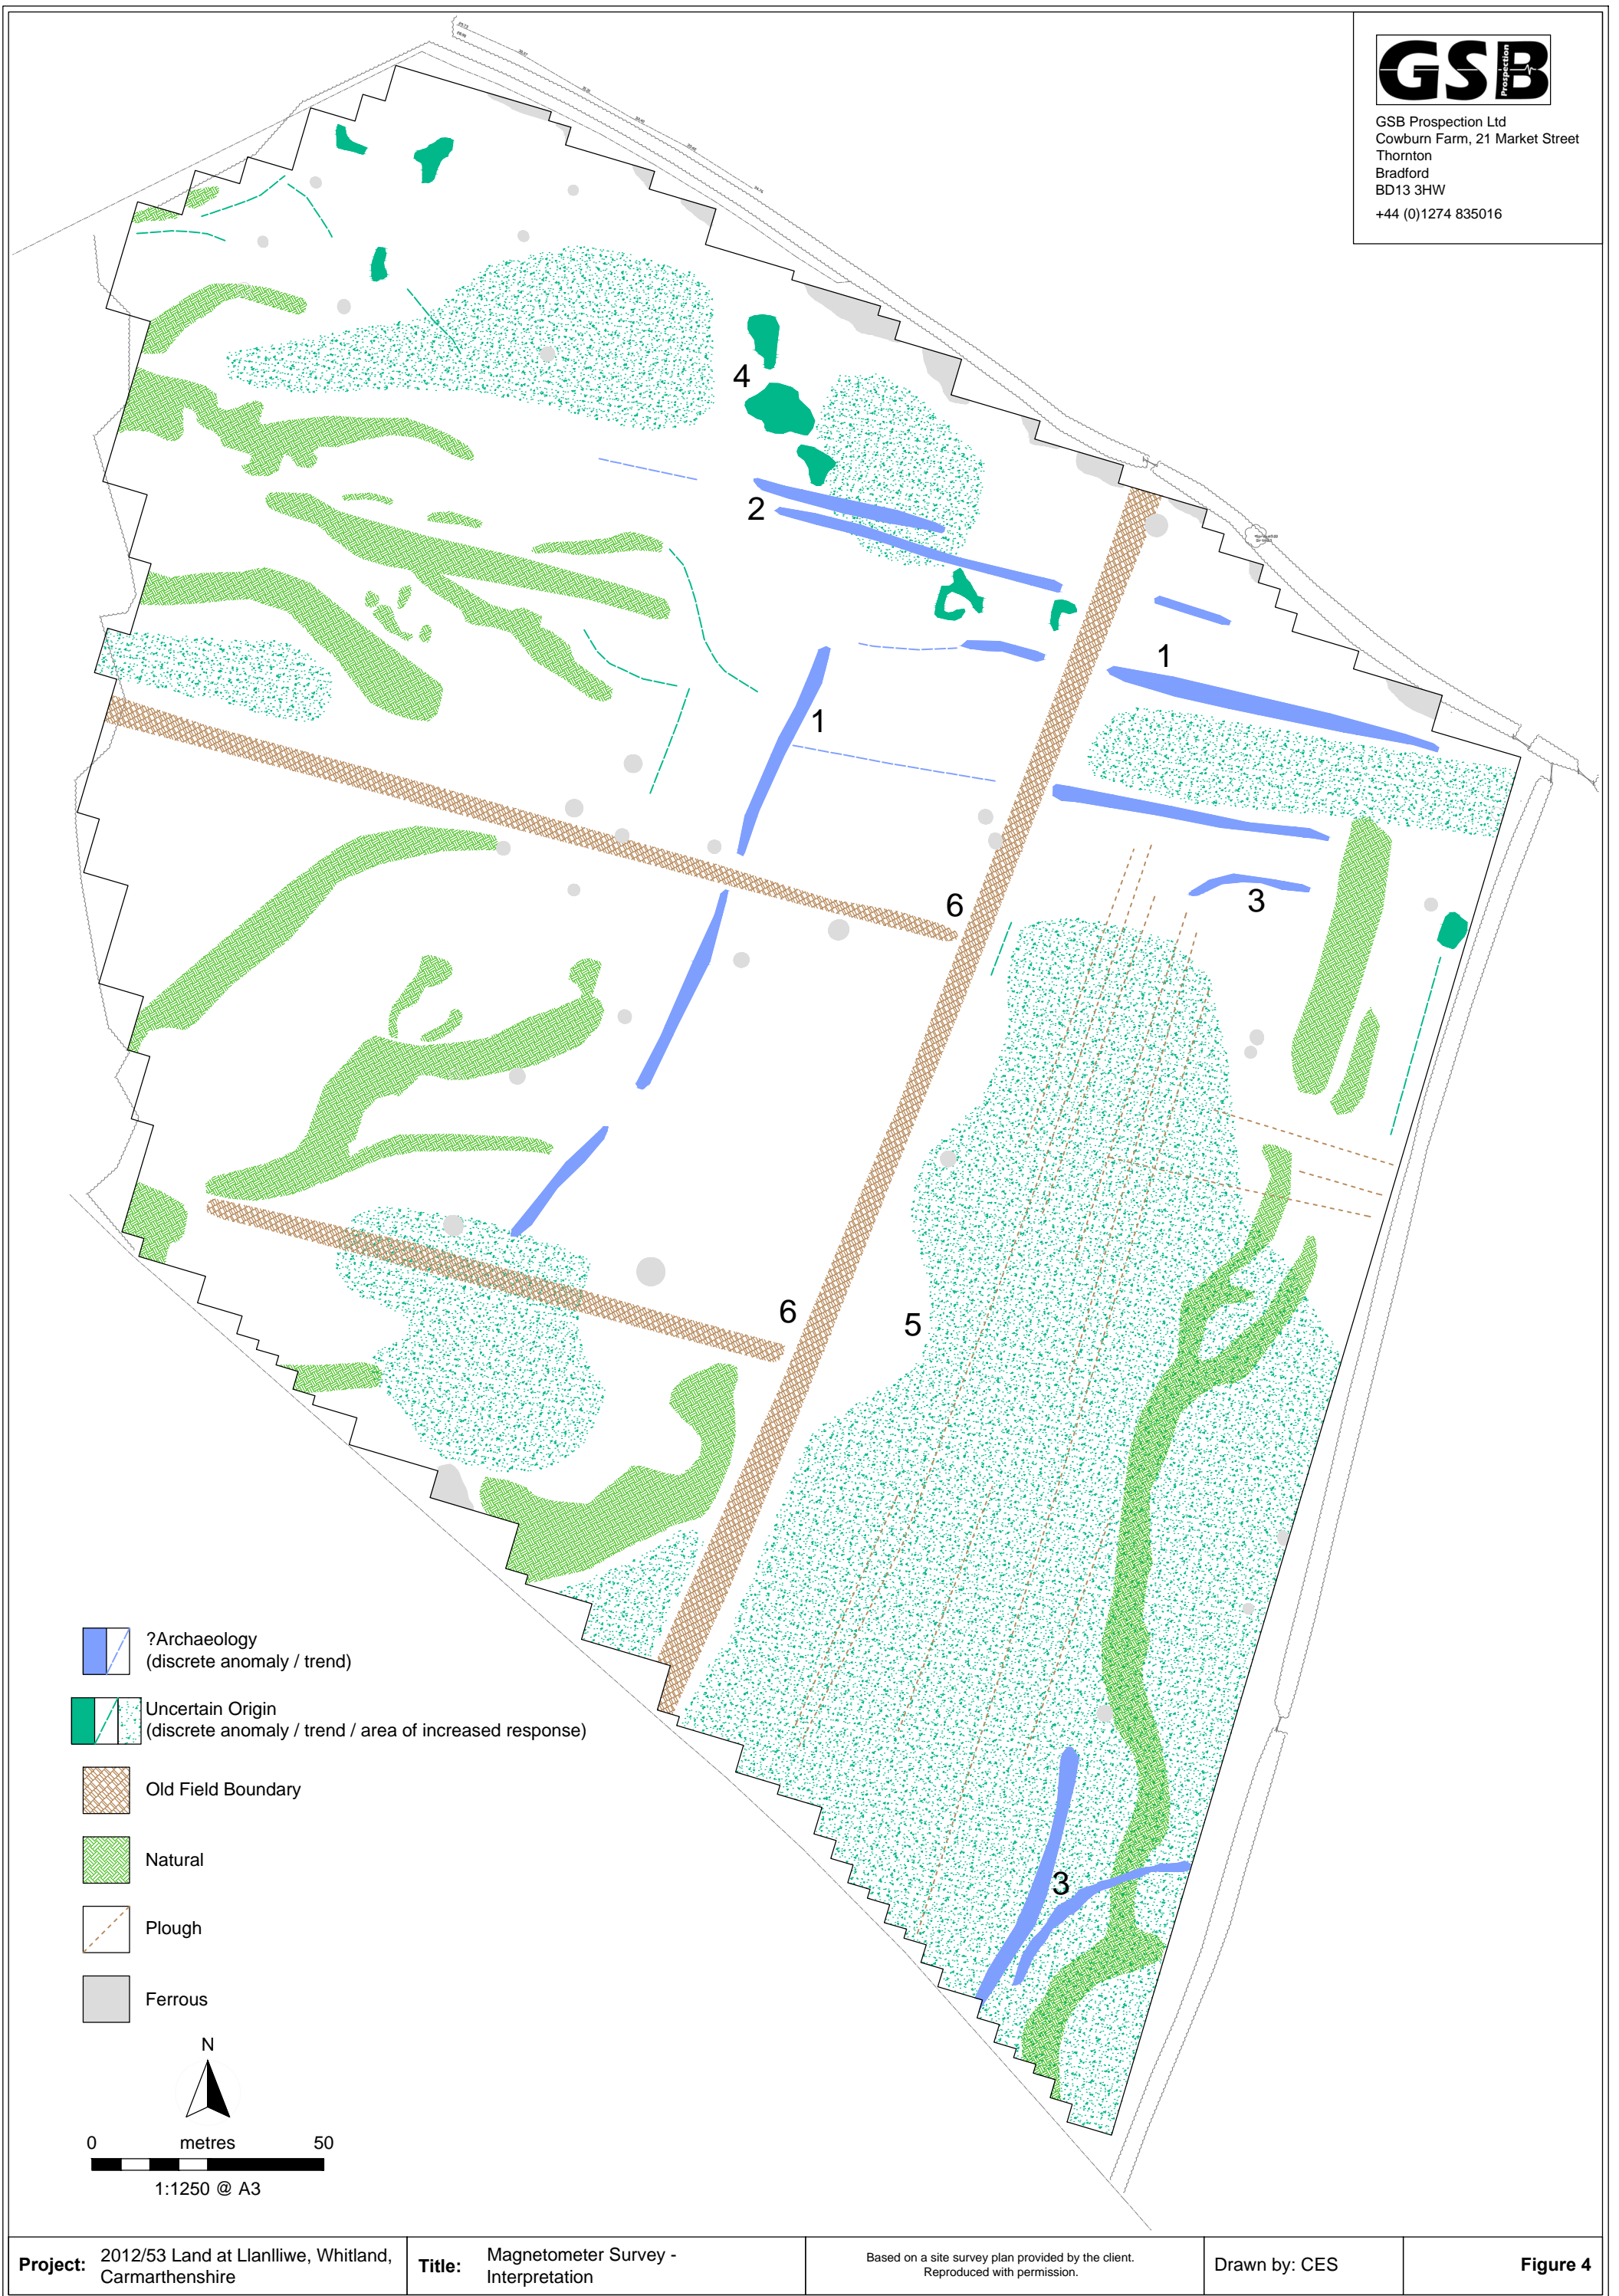 GSB
Prospection
GSB Prospection Ltd
Cowburn Farm, 21 Market Street
Thornton
Bradford
BD13 3HW
+44 (0)1274 835016
4
2
1
1
3
6
6
5
3
?Archaeology
(discrete anomaly / trend)
Uncertain Origin
(discrete anomaly / trend / area of increased response)
Old Field Boundary
Natural
Plough
Ferrous
N
0 metres 50
1:1250 @ A3
Project: 2012/53 Land at Llanlliwe, Whitland,
Carmarthenshire
Title: Magnetometer Survey -
Interpretation
Based on a site survey plan provided by the client.
Reproduced with permission.
Drawn by: CES
Figure 4